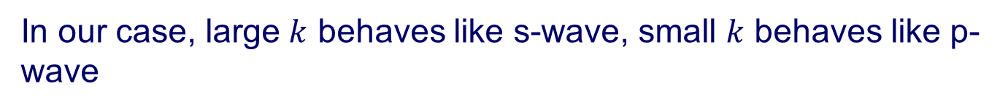 In our case, large k behaves like s-wave, small k behaves like p-
wave